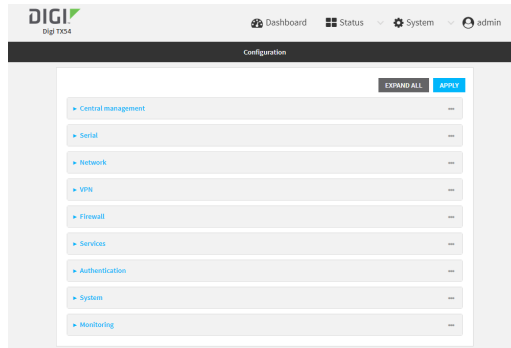 DIGI
Digi TX54
Dashboard Status System admin
Configuration
EXPAND ALL APPLY
Central management
Serial
Network
VPN
Firewall
Services
Authentication
System
Monitoring